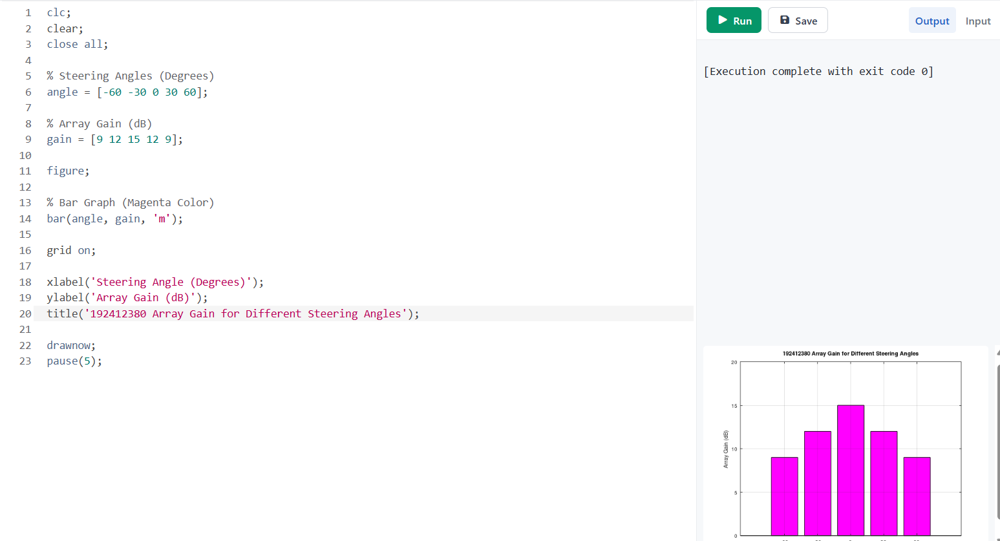 1 clc;
2 clear;
3 close all;
4
5 % Steering Angles (Degrees)
6 angle = [-60 -30 0 30 60];
7
8 % Array Gain (dB)
9 gain = [9 12 15 12 9];
10
11 figure;
12
13 % Bar Graph (Magenta Color)
14 bar(angle, gain, 'm');
15
16 grid on;
17
18 xlabel('Steering Angle (Degrees)');
19 ylabel('Array Gain (dB)');
20 title('192412380 Array Gain for Different Steering Angles');
21
22 drawnow;
23 pause(5);
Run Save Output Input
[Execution complete with exit code 0]
192412380 Array Gain for Different Steering Angles
20
15
10
5
0
Array Gain (dB)